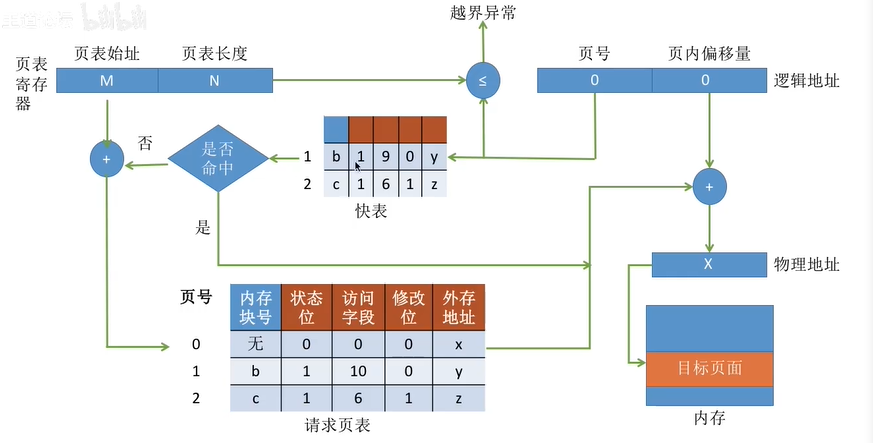 bilibili
越界异常
页表始址 页表长度 页号 页内偏移量
页表
寄存
器
M N ≤ 0 0 逻辑地址
否
是否
命中
+
1 b 1 9 0 y
2 c 1 6 1 z
快表
+
是
X 物理地址
页号
内存
块号
状态
位
访问
字段
修改
位
外存
地址
0 无 0 0 0 x
1 b 1 10 0 y
2 c 1 6 1 z
请求页表
目标页面
内存